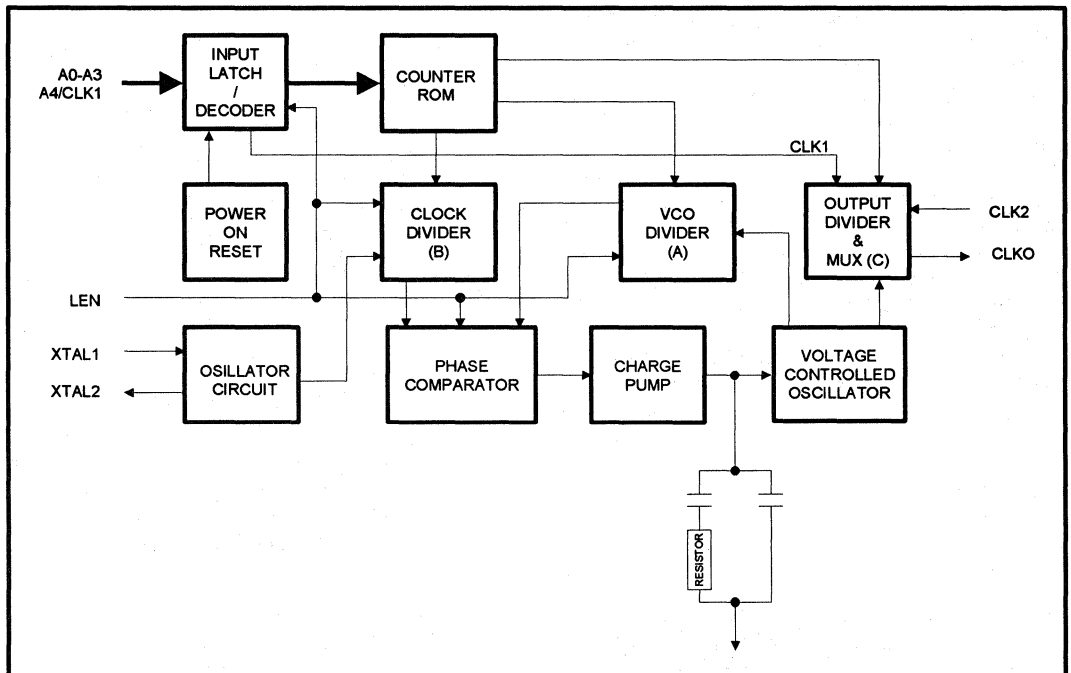 A0-A3
A4/CLK1
INPUT
LATCH
/
DECODER
COUNTER
ROM
CLK1
POWER
ON
RESET
CLOCK
DIVIDER
(B)
VCO
DIVIDER
(A)
OUTPUT
DIVIDER
&
MUX (C)
CLK2
CLKO
LEN
XTAL1
XTAL2
OSILLATOR
CIRCUIT
PHASE
COMPARATOR
CHARGE
PUMP
VOLTAGE
CONTROLLED
OSCILLATOR
RESISTOR